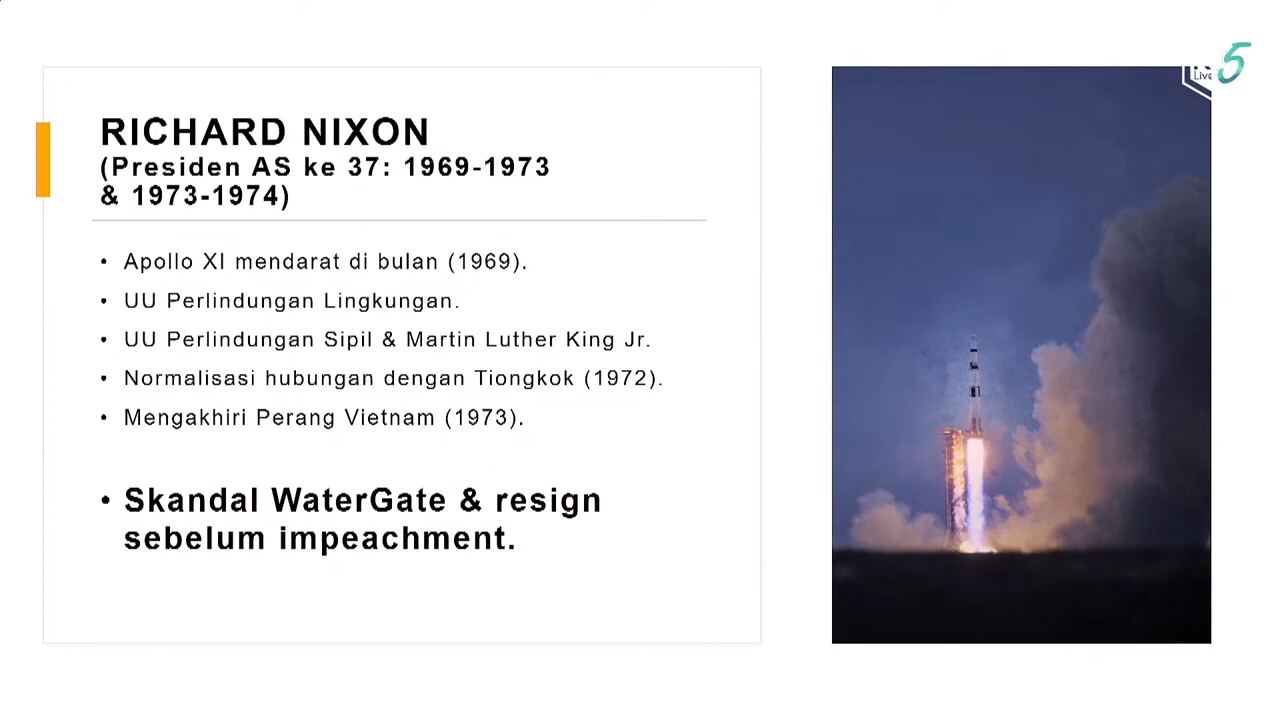 RICHARD NIXON
(Presiden AS ke 37: 1969-1973
& 1973-1974)
• Apollo XI mendarat di bulan (1969).
• UU Perlindungan Lingkungan.
• UU Perlindungan Sipil & Martin Luther King Jr.
• Normalisasi hubungan dengan Tiongkok (1972).
• Mengakhiri Perang Vietnam (1973).
• Skandal WaterGate & resign
sebelum impeachment.
Live
5